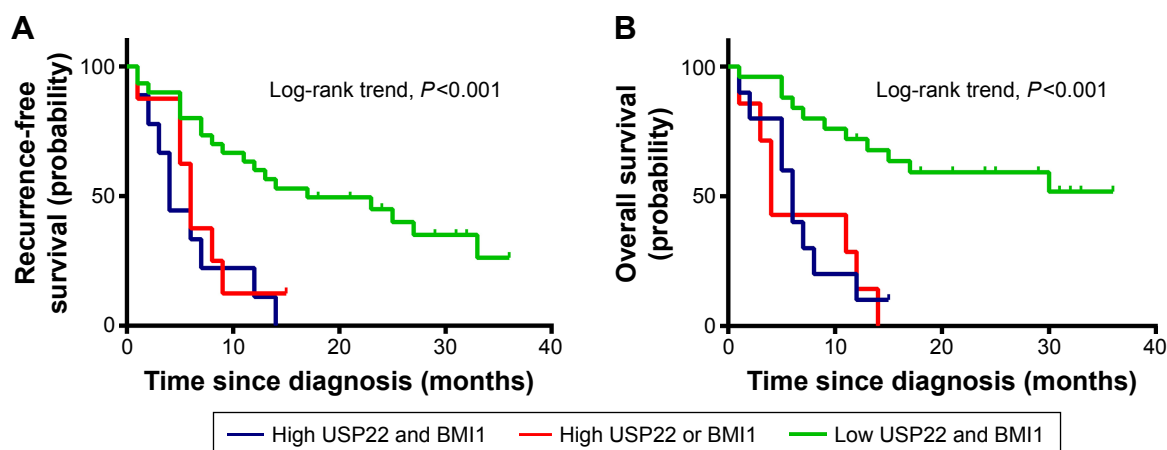 A
Recurrence-free
survival (probability)
100
50
0
Log-rank trend, P<0.001
0 10 20 30 40
Time since diagnosis (months)
B
Overall survival
(probability)
100
50
0
Log-rank trend, P<0.001
0 10 20 30 40
Time since diagnosis (months)
High USP22 and BMI1 High USP22 or BMI1 Low USP22 and BMI1